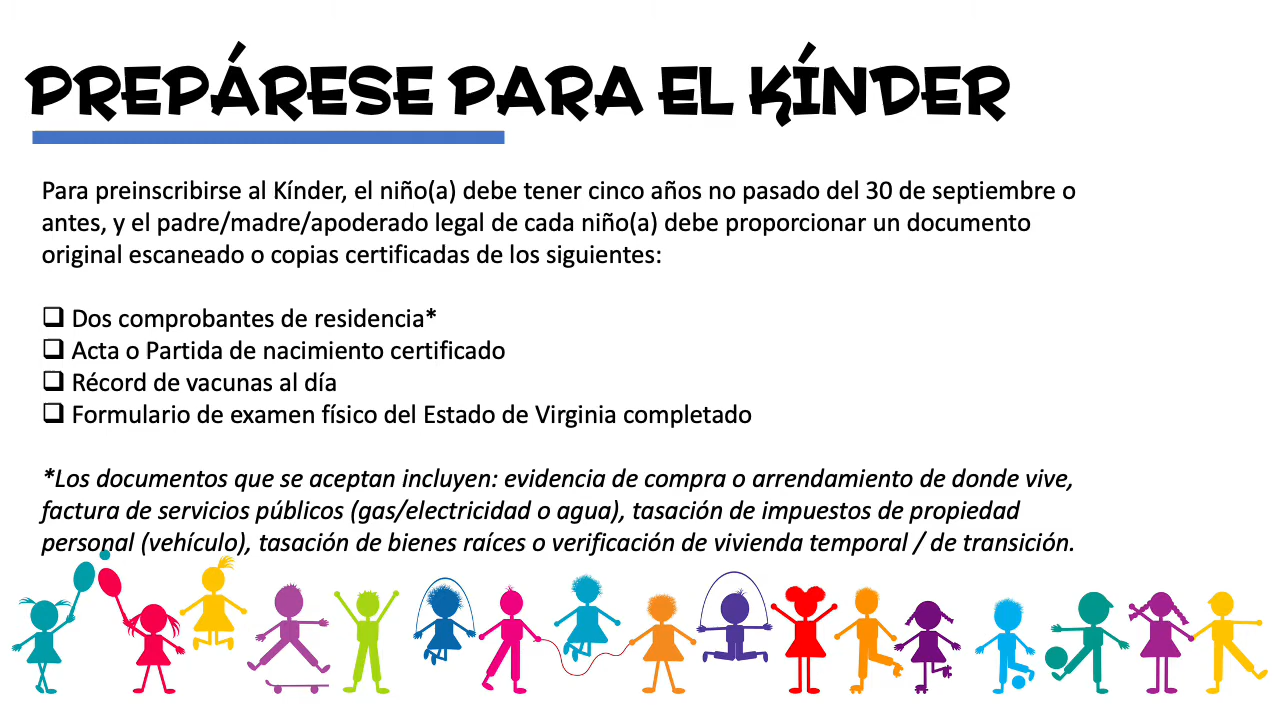 PREPÁRESE PARA EL KÍNDER
Para preinscribirse al Kínder, el niño(a) debe tener cinco años no pasado del 30 de septiembre o
antes, y el padre/madre/apoderado legal de cada niño(a) debe proporcionar un documento
original escaneado o copias certificadas de los siguientes:
❑ Dos comprobantes de residencia*
❑ Acta o Partida de nacimiento certificado
❑ Récord de vacunas al día
❑ Formulario de examen físico del Estado de Virginia completado
*Los documentos que se aceptan incluyen: evidencia de compra o arrendamiento de donde vive,
factura de servicios públicos (gas/electricidad o agua), tasación de impuestos de propiedad
personal (vehículo), tasación de bienes raíces o verificación de vivienda temporal / de transición.